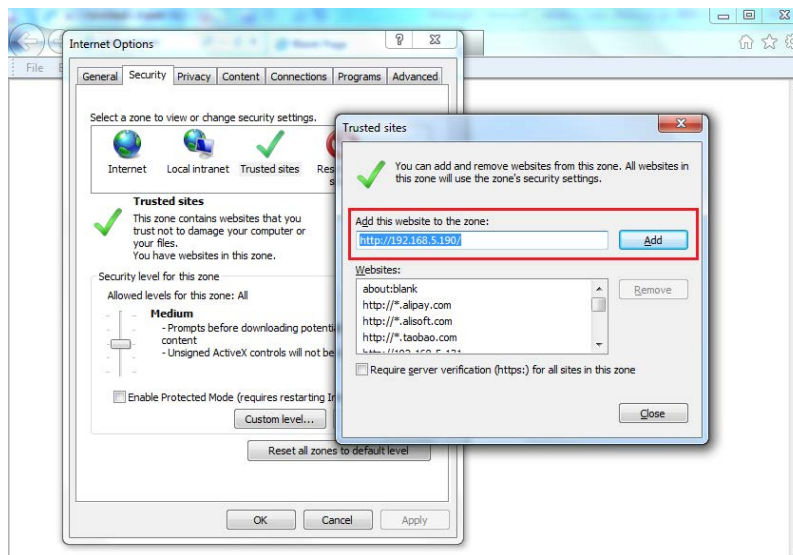 Internet Options
File
General Security Privacy Content Connections Programs Advanced
Select a zone to view or change security settings.
Internet Local intranet Trusted sites
Trusted sites
This zone contains websites that you
trust not to damage your computer or
your files.
You have websites in this zone.
Security level for this zone
Allowed levels for this zone: All
Medium
- Prompts before downloading
content
- Unsigned ActiveX controls will not be
Enable Protected Mode (requires restarting
Custom level...
Reset all zones to default level
OK Cancel Apply
Trusted sites
You can add and remove websites from this zone. All websites in
this zone will use the zone's security settings.
Add this website to the zone:
http://192.168.5.190/ Add
Websites:
about:blank
http://*.alipay.com
http://*.alisoft.com
http://*.taobao.com
Remove
Require server verification (https:) for all sites in this zone
Close